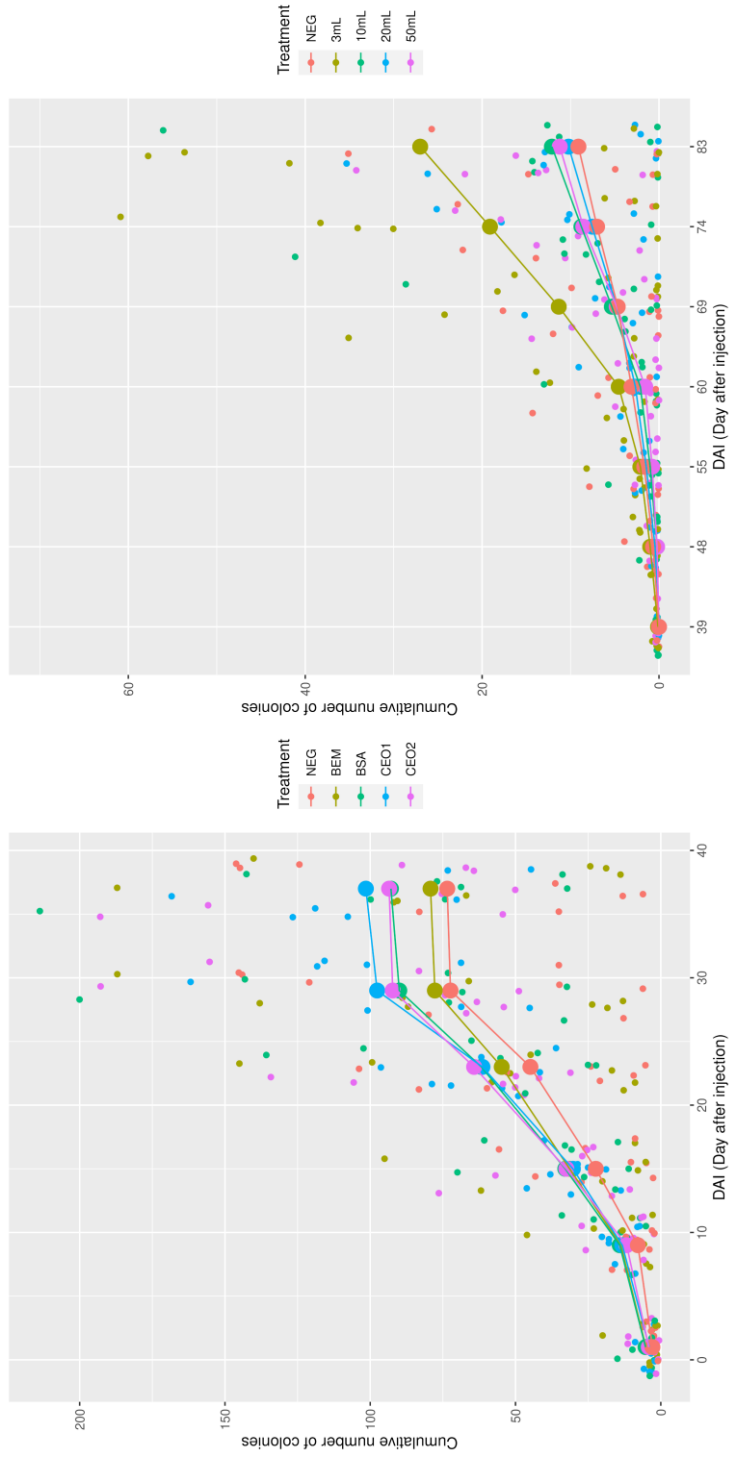 Cumulative number of colonies
200
150
100
50
0
0
10
20
30
40
DAI (Day after injection)
Treatment
NEG
BEM
BSA
CEO1
CEO2
Cumulative number of colonies
60
40
20
0
39
48
55
60
69
74
83
DAI (Day after injection)
Treatment
NEG
3mL
10mL
20mL
50mL